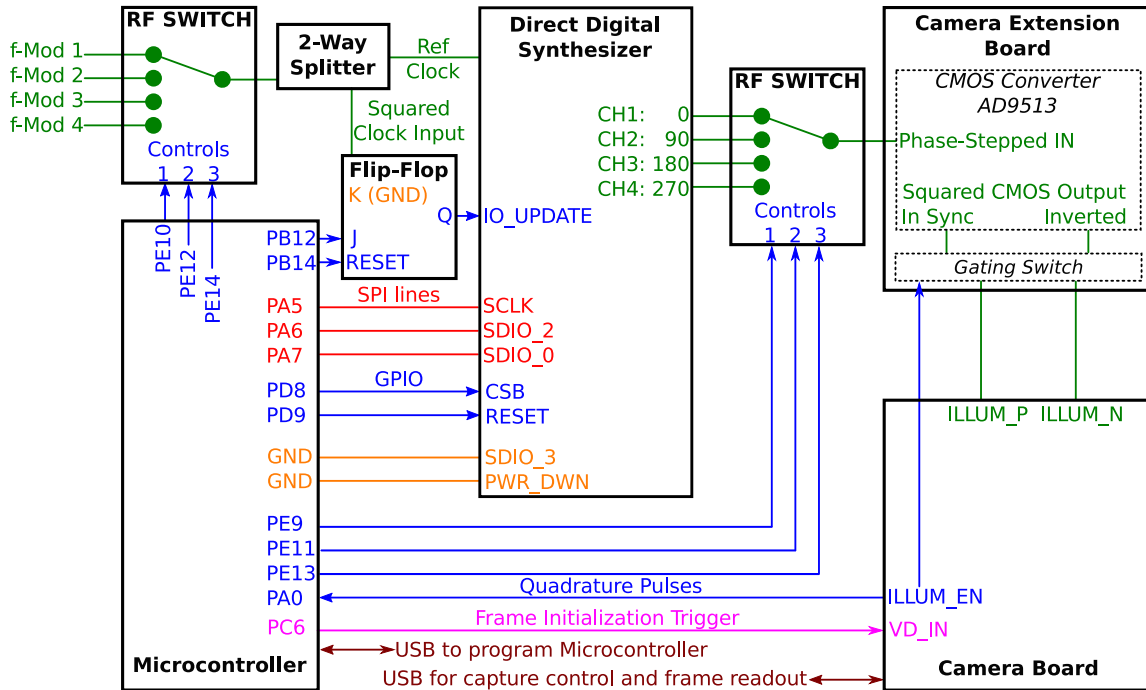 RF SWITCH
f-Mod 1
f-Mod 2
f-Mod 3
f-Mod 4
Controls
1 2 3
2-Way
Splitter
Ref
Clock
Squared
Clock Input
Flip-Flop
K (GND)
Q
J
RESET
Direct Digital
Synthesizer
CH1: 0
CH2: 90
CH3: 180
CH4: 270
IO_UPDATE
SCLK
SDIO_2
SDIO_0
CSB
RESET
SDIO_3
PWR_DWN
RF SWITCH
Controls
1 2 3
Camera Extension
Board
CMOS Converter
AD9513
Phase-Stepped IN
Squared CMOS Output
In Sync Inverted
Gating Switch
PE10
PE12
PE14
PB12
PB14
PA5
PA6
PA7
PD8
PD9
GND
GND
PE9
PE11
PE13
PA0
PC6
Microcontroller
SPI lines
GPIO
Quadrature Pulses
Frame Initialization Trigger
USB to program Microcontroller
USB for capture control and frame readout
ILLUM_P ILLUM_N
ILLUM_EN
VD_IN
Camera Board